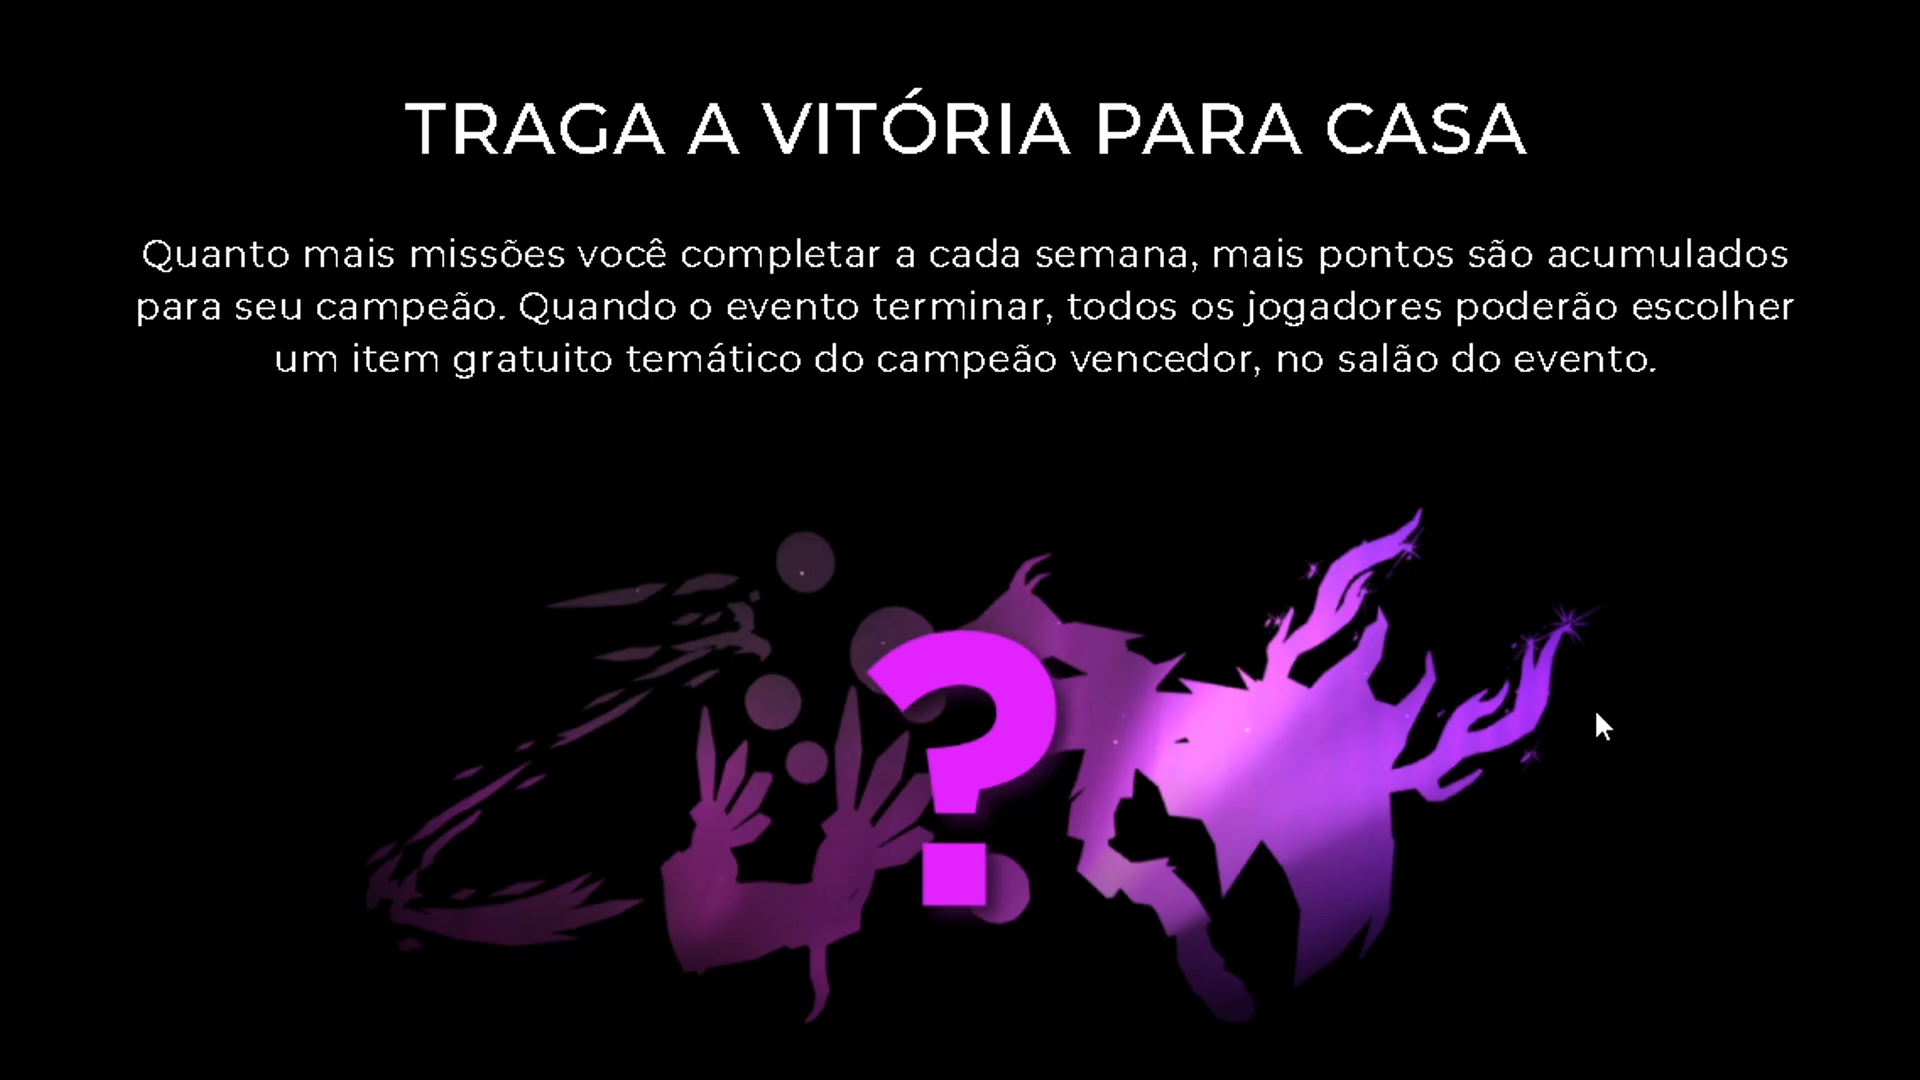 TRAGA A VITÓRIA PARA CASA
Quanto mais missões você completar a cada semana, mais pontos são acumulados
para seu campeão. Quando o evento terminar, todos os jogadores poderão escolher
um item gratuito temático do campeão vencedor, no salão do evento.
?